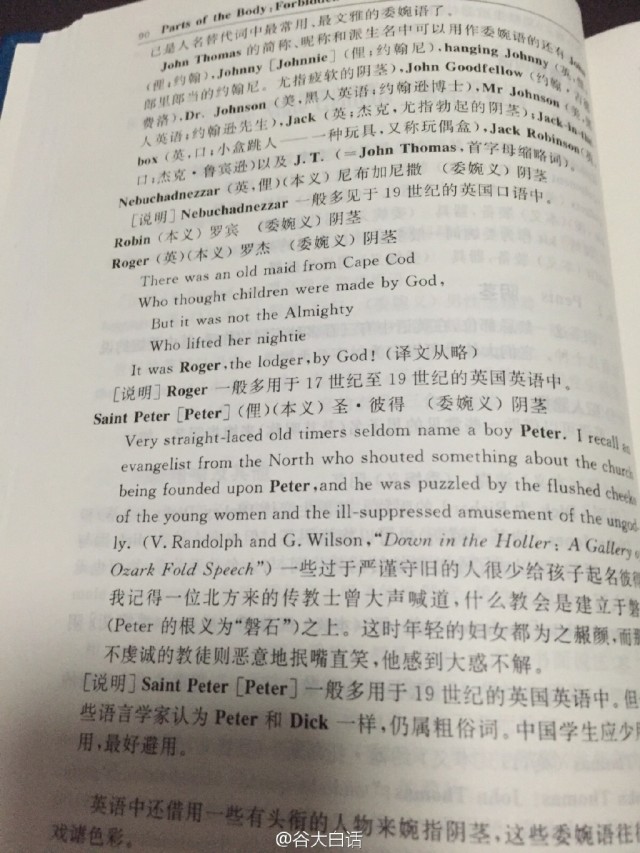 90 Parts of the Body: Forbidden
已是人名替代词中最常用、最文雅的委婉语了。
John Thomas 的简称、昵称和派生名中可以用作委婉语的还有
(俚;约翰),Johnny [Johnnie] (俚;约翰尼), hanging Johnny (英,
郎里郎当的约翰尼。尤指疲软的阴茎),John Goodfellow (约翰·
费洛),Dr. Johnson (美,黑人英语;约翰逊博士),Mr Johnson (美,
人英语;约翰逊先生),Jack (英;杰克,尤指勃起的阴茎);Jack-in-the-
box (英,口;小盒跳人——一种玩具,又称玩偶盒),Jack Robinson (英,
口;杰克·鲁宾逊)以及 J.T. (=John Thomas,首字母缩略词)。
Nebuchadnezzar (英,俚)(本义)尼布加尼撒 (委婉义)阴茎
[说明] Nebuchadnezzar 一般多见于 19 世纪的英国口语中。
Robin (本义)罗宾 (委婉义)阴茎
Roger (英)(本义)罗杰 (委婉义)阴茎
There was an old maid from Cape Cod
Who thought children were made by God,
But it was not the Almighty
Who lifted her nightie
It was Roger, the lodger, by God! (译文从略)
[说明] Roger 一般多用于 17 世纪至 19 世纪的英国英语中。
Saint Peter [Peter] (俚)(本义)圣·彼得 (委婉义)阴茎
Very straight-laced old timers seldom name a boy Peter. I recall an
evangelist from the North who shouted something about the church
being founded upon Peter, and he was puzzled by the flushed cheeks
of the young women and the ill-suppressed amusement of the ungod-
ly. (V. Randolph and G. Wilson, "Down in the Holler: A Gallery of
Ozark Fold Speech") 一些过于严谨守旧的人很少给孩子起名彼得
我记得一位北方来的传教士曾大声喊道,什么教会是建立于磐
(Peter 的根义为“磐石”)之上。这时年轻的妇女都为之赧颜,而
不虔诚的教徒则恶意地抿嘴直笑,他感到大惑不解。
[说明] Saint Peter [Peter] 一般多用于 19 世纪的英国英语中。但
些语言学家认为 Peter 和 Dick 一样,仍属粗俗词。中国学生应少
用,最好避用。
英语中还借用一些有头衔的人物来婉指阴茎,这些委婉语往往
戏谑色彩。
@谷大白话